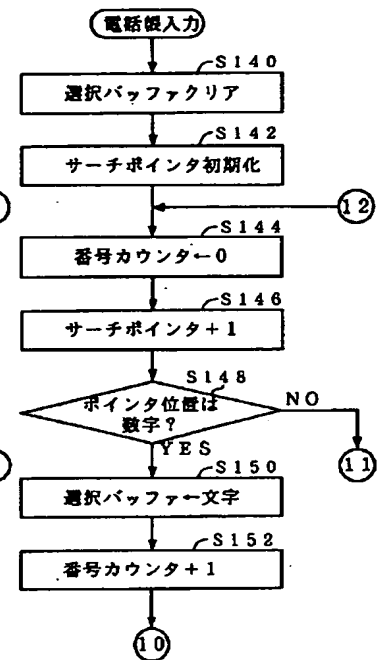 電話帳入力
S140
選択バッファクリア
S142
サーチポインタ初期化
12
S144
番号カウンタ←0
S146
サーチポインタ+1
S148
ポインタ位置は
数字?
NO
11
YES
S150
選択バッファ←文字
S152
番号カウンタ+1
10